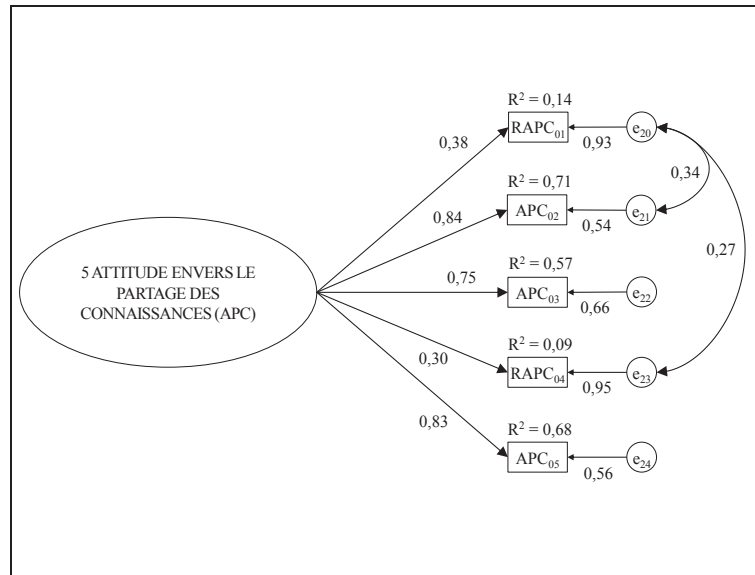 R² = 0,14
RAPC₀₁
e₂₀
0,38
0,93
0,34
R² = 0,71
APC₀₂
e₂₁
0,84
0,54
0,27
5 ATTITUDE ENVERS LE
PARTAGE DES
CONNAISSANCES (APC)
R² = 0,57
0,75
APC₀₃
e₂₂
0,66
R² = 0,09
0,30
RAPC₀₄
e₂₃
0,95
0,83
R² = 0,68
APC₀₅
e₂₄
0,56